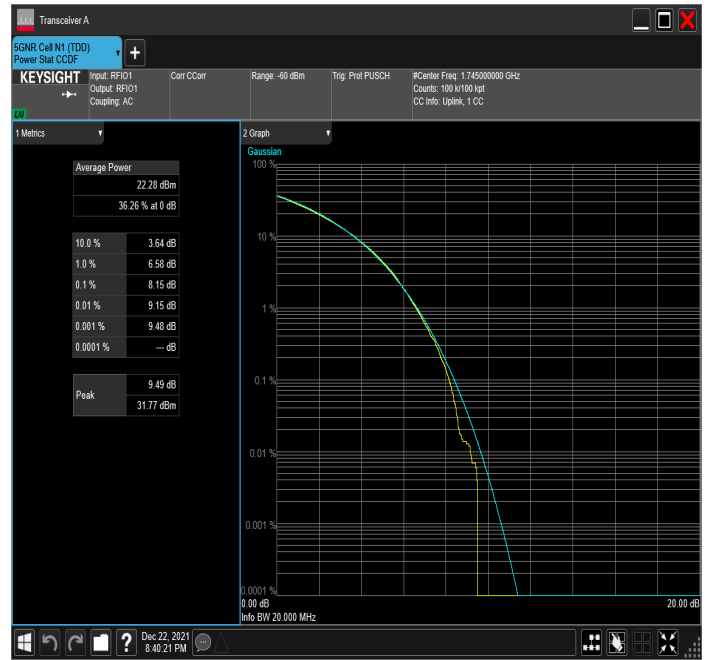 Transceiver A
5GNR Cell N1 (TDD)
Power Stat CCDF
KEYSIGHT
LXI
Input: RFIO1
Output: RFIO1
Coupling: AC
Corr CCorr
Range: -60 dBm
Trig: Prot PUSCH
#Center Freq: 1.745000000 GHz
Counts: 100 k/100 kpt
CC Info: Uplink, 1 CC
1 Metrics
Average Power
22.28 dBm
36.26 % at 0 dB
10.0 % 3.64 dB
1.0 % 6.58 dB
0.1 % 8.15 dB
0.01 % 9.15 dB
0.001 % 9.48 dB
0.0001 % --- dB
Peak
9.49 dB
31.77 dBm
2 Graph
Gaussian
100 %
10 %
1 %
0.1 %
0.01 %
0.001 %
0.0001 %
0.00 dB
20.00 dB
Info BW 20.000 MHz
Dec 22, 2021
8:40:21 PM